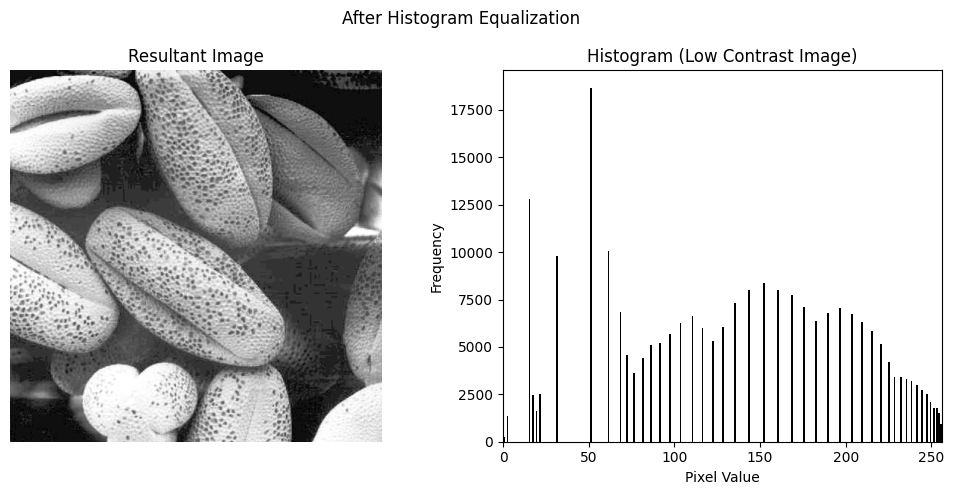 After Histogram Equalization
Resultant Image
Histogram (Low Contrast Image)
17500
15000
12500
10000
7500
5000
2500
0
Frequency
0 50 100 150 200 250
Pixel Value